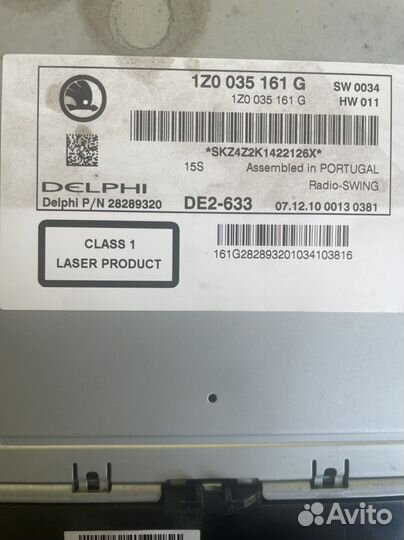 1Z0 035 161 G SW 0034
1Z0 035 161 G HW 011
*SKZ4Z2K1422126X*
15S Assembled in PORTUGAL
Radio-SWING
DELPHI
Delphi P/N 28289320 DE2-633 07.12.10 0013 0381
CLASS 1
LASER PRODUCT
161G282893201034103816
Avito